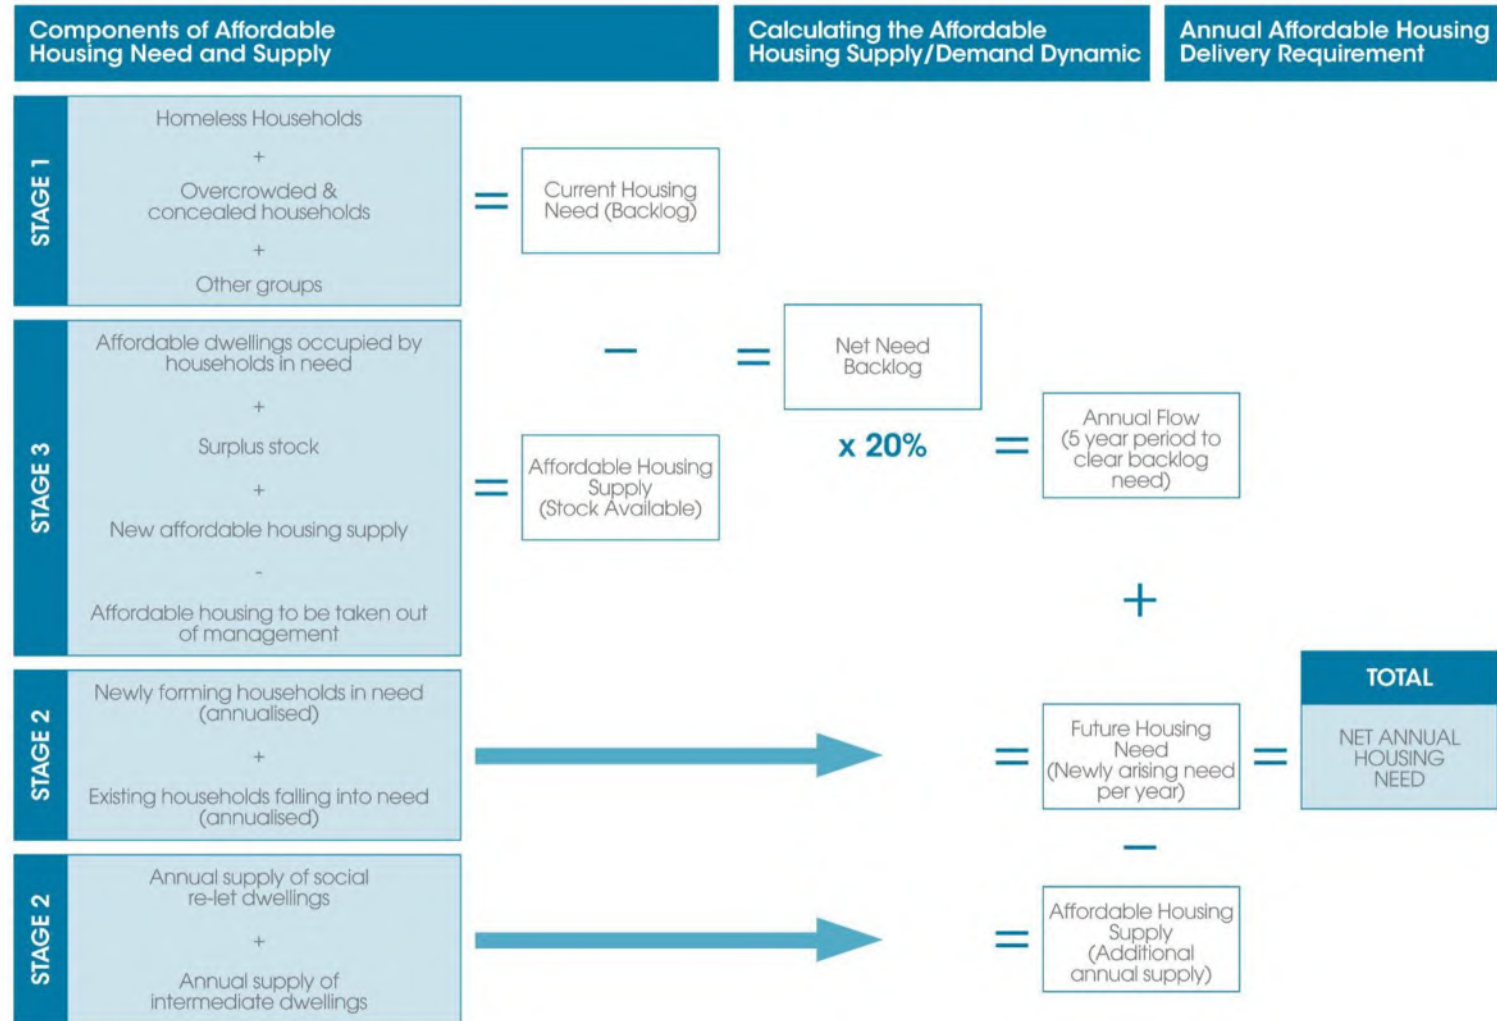 Components of Affordable
Housing Need and Supply
Calculating the Affordable
Housing Supply/Demand Dynamic
Annual Affordable Housing
Delivery Requirement
STAGE 1
Homeless Households
+
Overcrowded &
concealed households
+
Other groups
=
Current Housing
Need (Backlog)
STAGE 3
Affordable dwellings occupied by
households in need
+
Surplus stock
+
New affordable housing supply
-
Affordable housing to be taken out
of management
=
Affordable Housing
Supply
(Stock Available)
−
=
Net Need
Backlog
x 20%
=
Annual Flow
(5 year period to
clear backlog
need)
+
STAGE 2
Newly forming households in need
(annualised)
+
Existing households falling into need
(annualised)
=
Future Housing
Need
(Newly arising need
per year)
=
TOTAL
NET ANNUAL
HOUSING
NEED
−
STAGE 2
Annual supply of social
re-let dwellings
+
Annual supply of
intermediate dwellings
=
Affordable Housing
Supply
(Additional
annual supply)